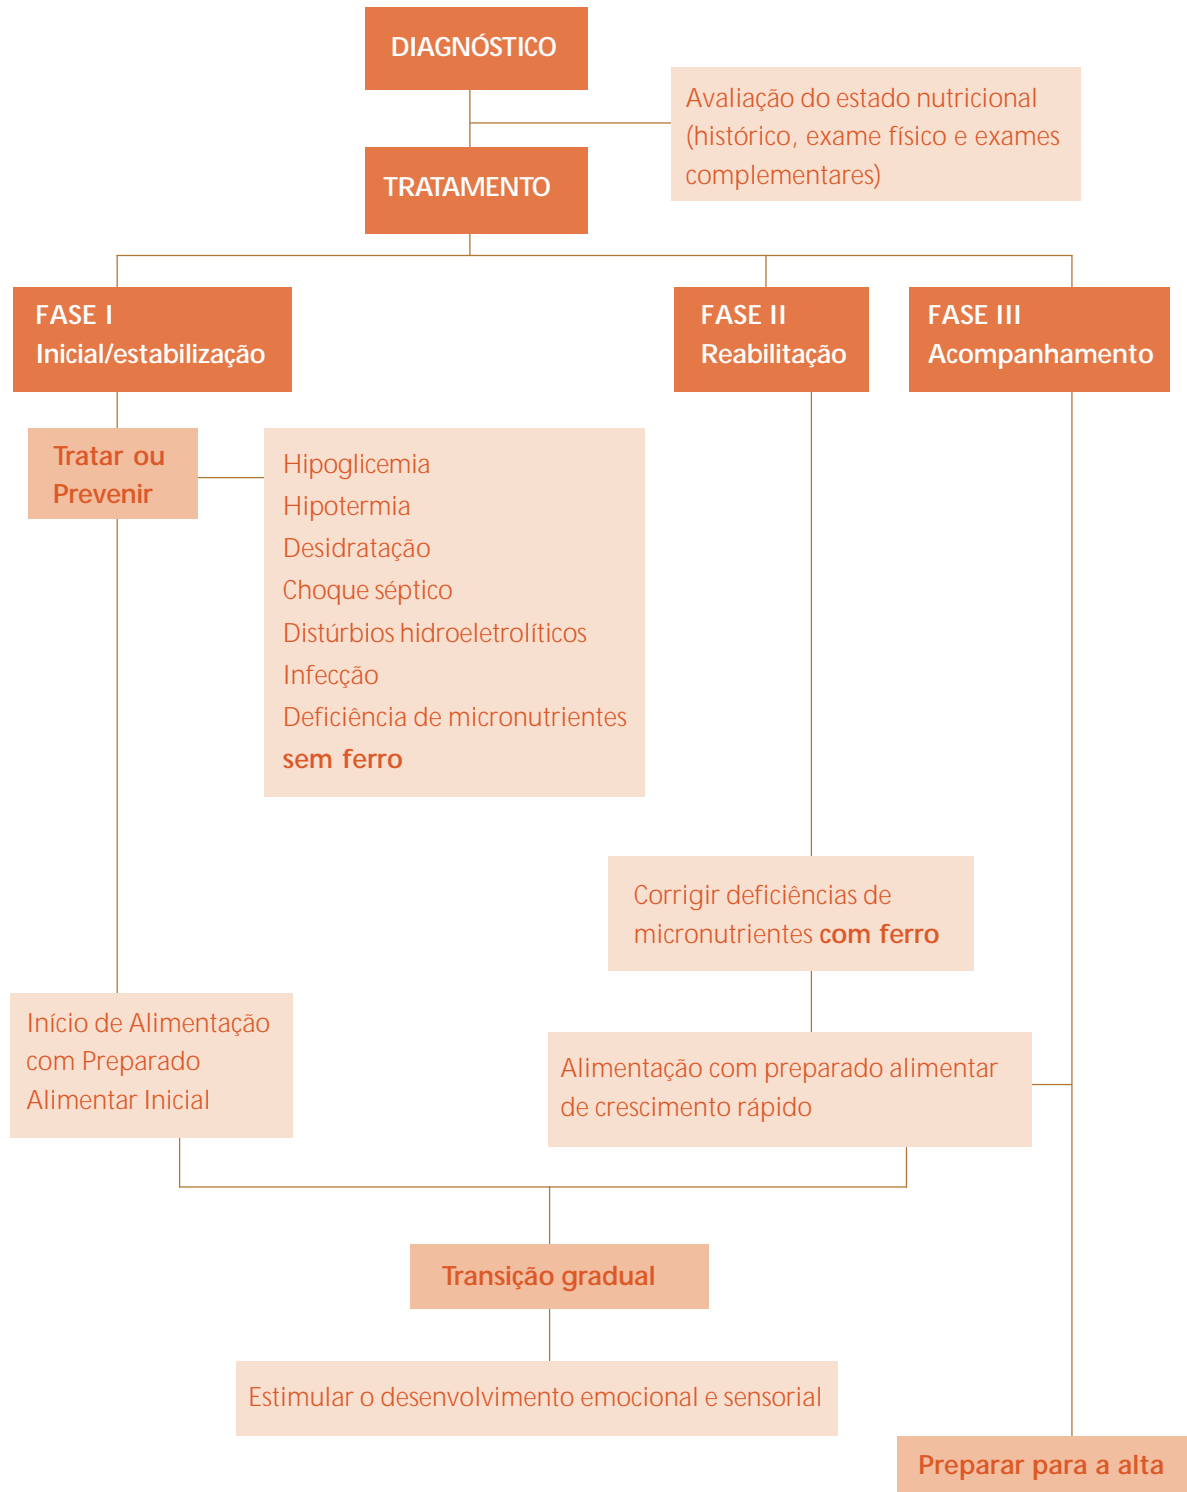 DIAGNÓSTICO
Avaliação do estado nutricional
(histórico, exame físico e exames
complementares)
TRATAMENTO
FASE I
Inicial/estabilização
FASE II
Reabilitação
FASE III
Acompanhamento
Tratar ou
Prevenir
Hipoglicemia
Hipotermia
Desidratação
Choque séptico
Distúrbios hidroeletrolíticos
Infecção
Deficiência de micronutrientes
sem ferro
Corrigir deficiências de
micronutrientes com ferro
Início de Alimentação
com Preparado
Alimentar Inicial
Alimentação com preparado alimentar
de crescimento rápido
Transição gradual
Estimular o desenvolvimento emocional e sensorial
Preparar para a alta